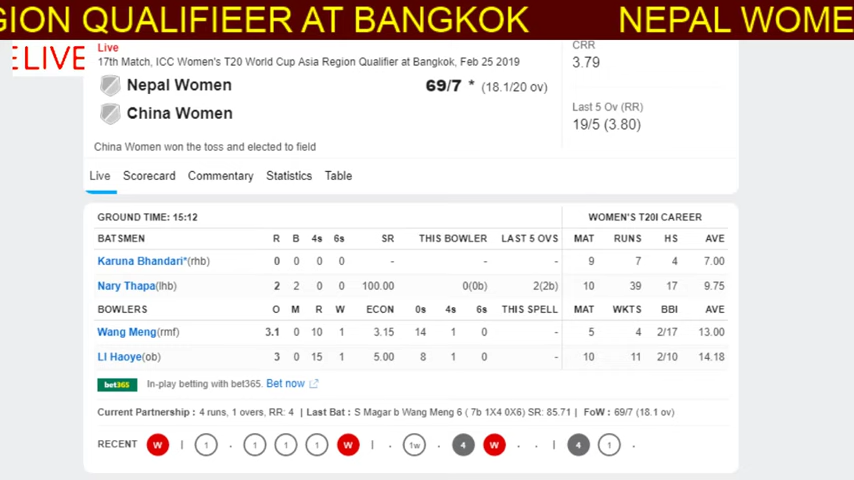 GION QUALIFIEER AT BANGKOK NEPAL WOME
LIVE
Live
17th Match, ICC Women's T20 World Cup Asia Region Qualifier at Bangkok, Feb 25 2019
Nepal Women 69/7 * (18.1/20 ov)
China Women
China Women won the toss and elected to field
CRR
3.79
Last 5 Ov (RR)
19/5 (3.80)
Live Scorecard Commentary Statistics Table
GROUND TIME: 15:12 WOMEN'S T20I CAREER
BATSMEN R B 4s 6s SR THIS BOWLER LAST 5 OVS MAT RUNS HS AVE
Karuna Bhandari*(rhb) 0 0 0 0 - - - 9 7 4 7.00
Nary Thapa(lhb) 2 2 0 0 100.00 0(0b) 2(2b) 10 39 17 9.75
BOWLERS O M R W ECON 0s 4s 6s THIS SPELL MAT WKTS BBI AVE
Wang Meng(rmf) 3.1 0 10 1 3.15 14 1 0 - 5 4 2/17 13.00
LI Haoye(ob) 3 0 15 1 5.00 8 1 0 - 10 11 2/10 14.18
bet365 In-play betting with bet365. Bet now
Current Partnership : 4 runs, 1 overs, RR: 4 | Last Bat : S Magar b Wang Meng 6 ( 7b 1X4 0X6) SR: 85.71 | FoW : 69/7 (18.1 ov)
RECENT W | 1 . 1 1 1 W | . 1w . 4 W . . | 4 1 .